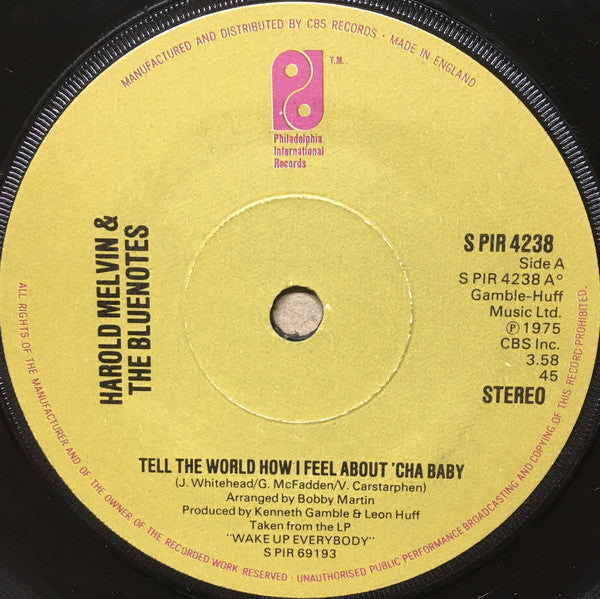 MANUFACTURED AND DISTRIBUTED BY CBS RECORDS · MADE IN ENGLAND
T.M.
Philadelphia
International
Records
HAROLD MELVIN &
THE BLUENOTES
S PIR 4238
Side A
S PIR 4238 A°
Gamble-Huff
Music Ltd.
℗ 1975
CBS Inc.
3.58
45
STEREO
TELL THE WORLD HOW I FEEL ABOUT 'CHA BABY
(J. Whitehead/G. McFadden/V. Carstarphen)
Arranged by Bobby Martin
Produced by Kenneth Gamble & Leon Huff
Taken from the LP
"WAKE UP EVERYBODY"
S PIR 69193
ALL RIGHTS OF THE MANUFACTURER AND OF THE OWNER OF THE RECORDED WORK RESERVED · UNAUTHORISED PUBLIC PERFORMANCE BROADCASTING AND COPYING OF THIS RECORD PROHIBITED.